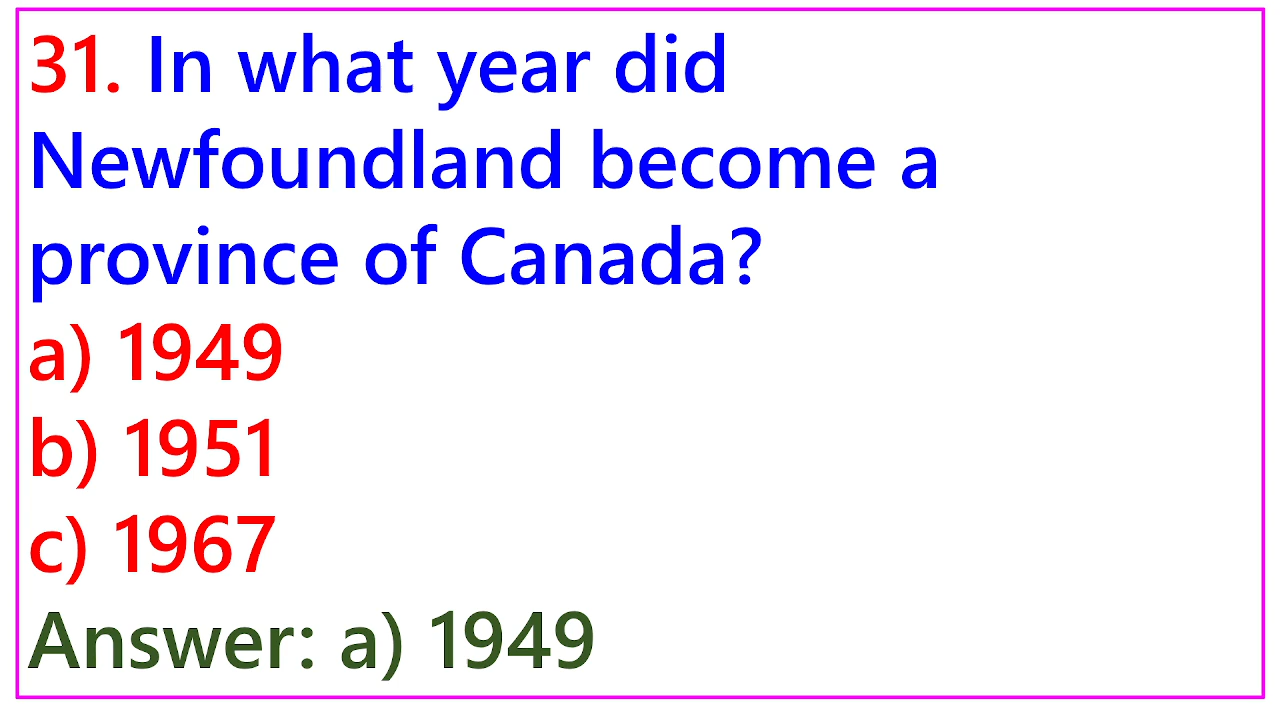 31. In what year did
Newfoundland become a
province of Canada?
a) 1949
b) 1951
c) 1967
Answer: a) 1949